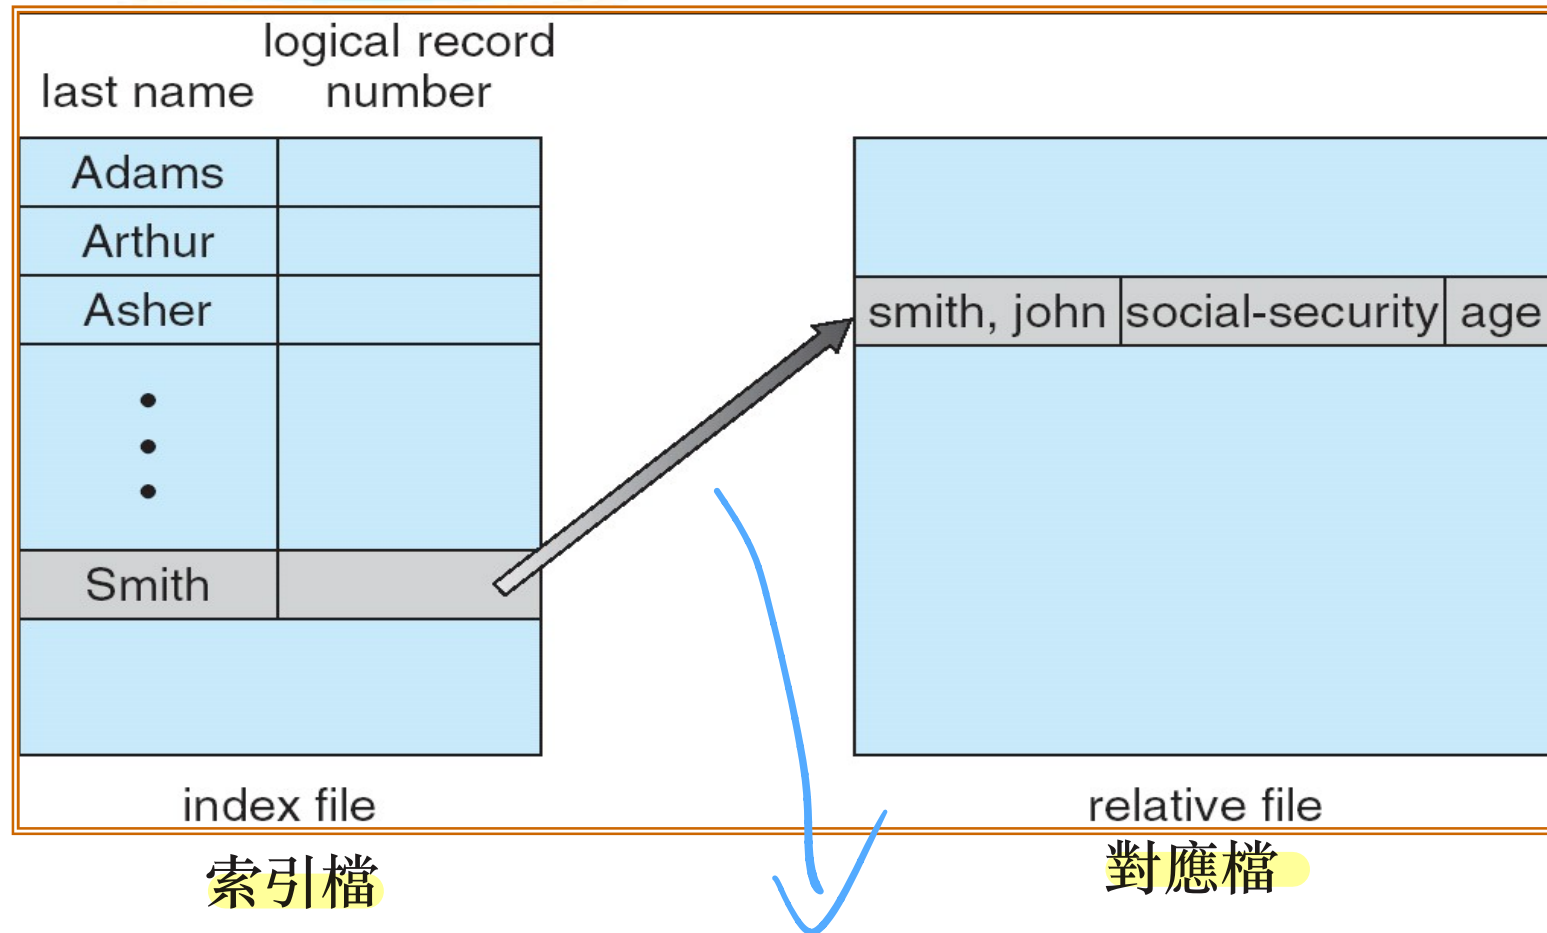 logical record
last name number
Adams
Arthur
Asher
smith, john social-security age
Smith
index file relative file
索引檔 對應檔